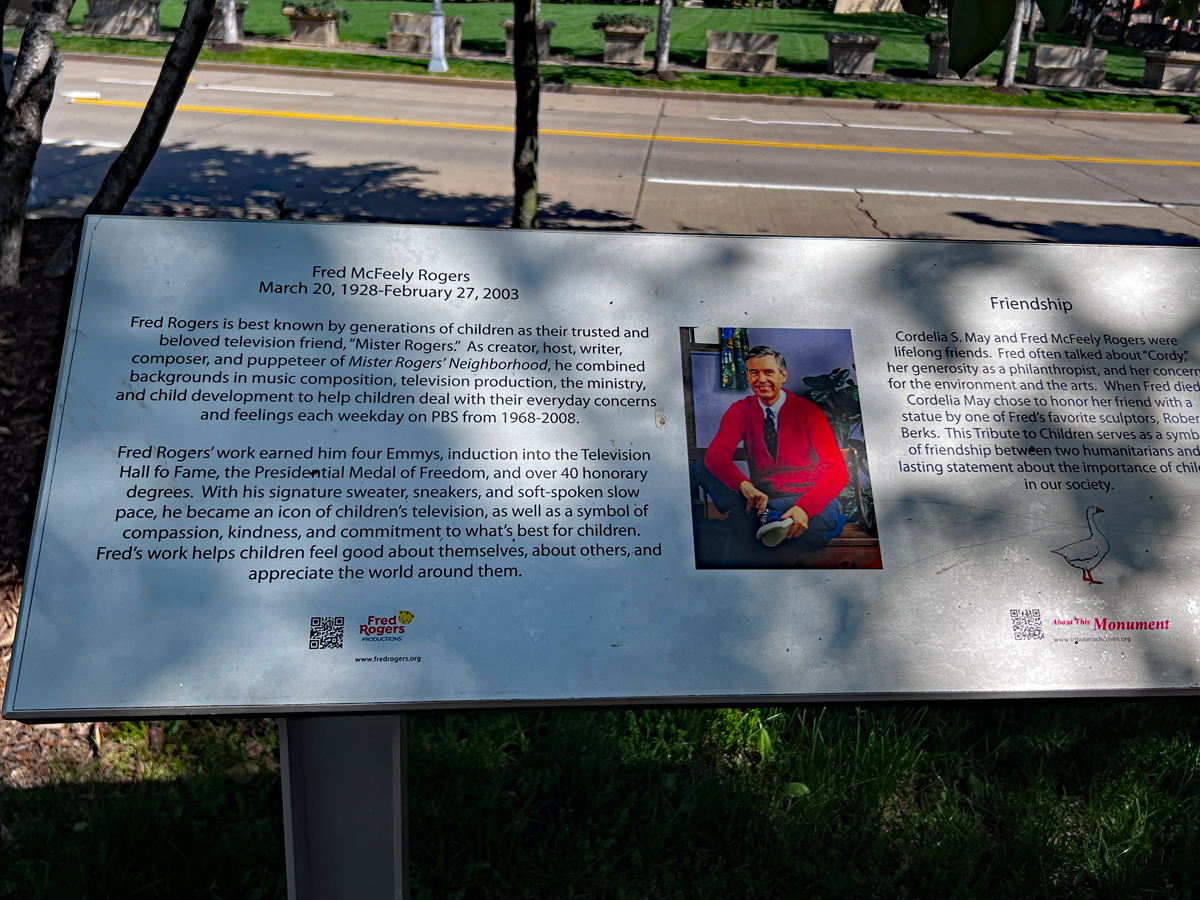 Fred McFeely Rogers
March 20, 1928-February 27, 2003
Fred Rogers is best known by generations of children as their trusted and
beloved television friend, "Mister Rogers." As creator, host, writer,
composer, and puppeteer of Mister Rogers' Neighborhood, he combined
backgrounds in music composition, television production, the ministry,
and child development to help children deal with their everyday concerns
and feelings each weekday on PBS from 1968-2008.
Fred Rogers' work earned him four Emmys, induction into the Television
Hall fo Fame, the Presidential Medal of Freedom, and over 40 honorary
degrees. With his signature sweater, sneakers, and soft-spoken slow
pace, he became an icon of children's television, as well as a symbol of
compassion, kindness, and commitment to what's best for children.
Fred's work helps children feel good about themselves, about others, and
appreciate the world around them.
Fred
Rogers
PRODUCTIONS
www.fredrogers.org
Friendship
Cordelia S. May and Fred McFeely Rogers were
lifelong friends. Fred often talked about "Cordy,"
her generosity as a philanthropist, and her concern
for the environment and the arts. When Fred died
Cordelia May chose to honor her friend with a
statue by one of Fred's favorite sculptors, Rober
Berks. This Tribute to Children serves as a symb
of friendship between two humanitarians and
lasting statement about the importance of chil
in our society.
About This Monument
www.tributetochildren.org